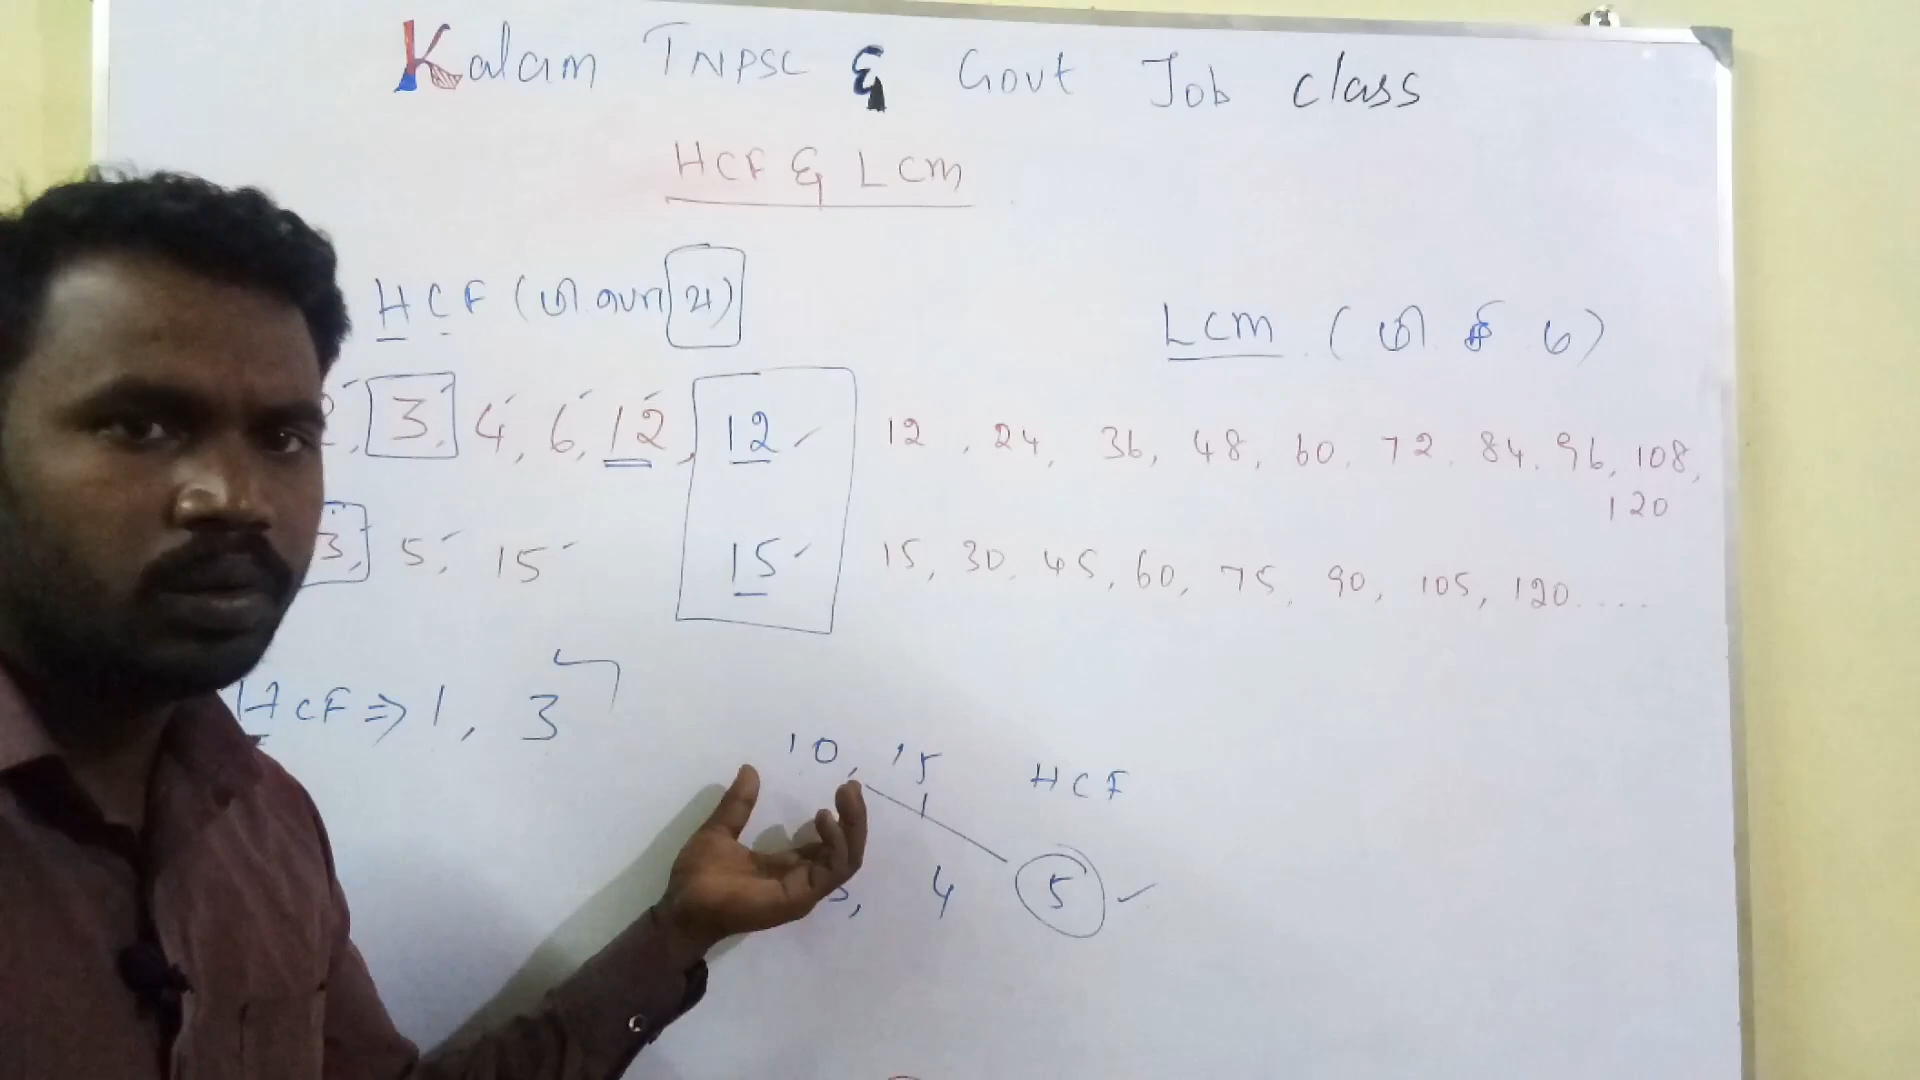 Kalam TNPSC & Govt Job class
HCF & LCM
HCF (மீ பொ வ)
LCM (மீ சி ம)
3, 4, 6, 12, 12 12, 24, 36, 48, 60, 72, 84, 96, 108,
120
3, 5, 15 15 15, 30, 45, 60, 75, 90, 105, 120....
HCF ⇒ 1, 3
10, 15 HCF
4 5